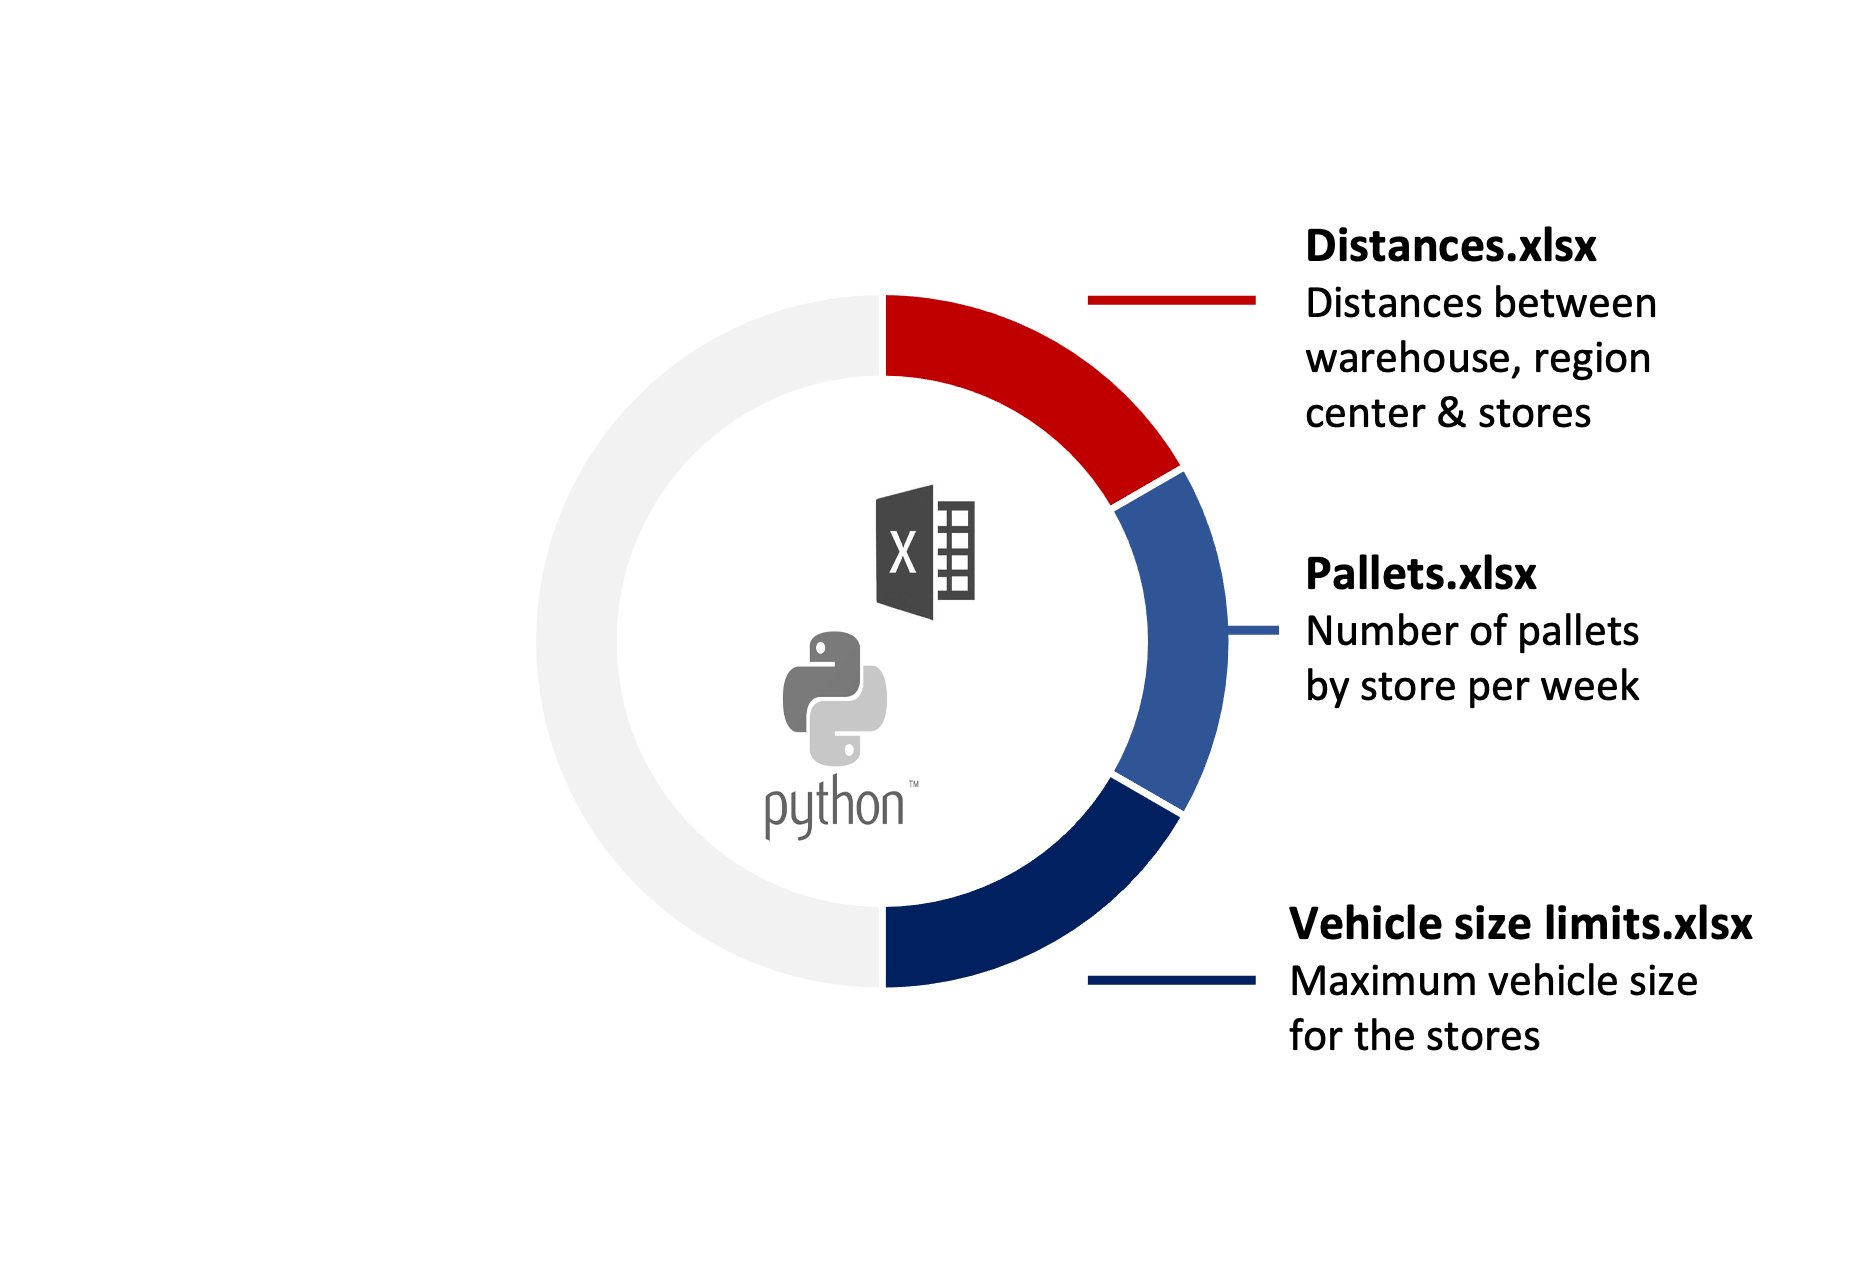 Distances.xlsx
Distances between
warehouse, region
center & stores
X
Pallets.xlsx
Number of pallets
by store per week
python™
Vehicle size limits.xlsx
Maximum vehicle size
for the stores